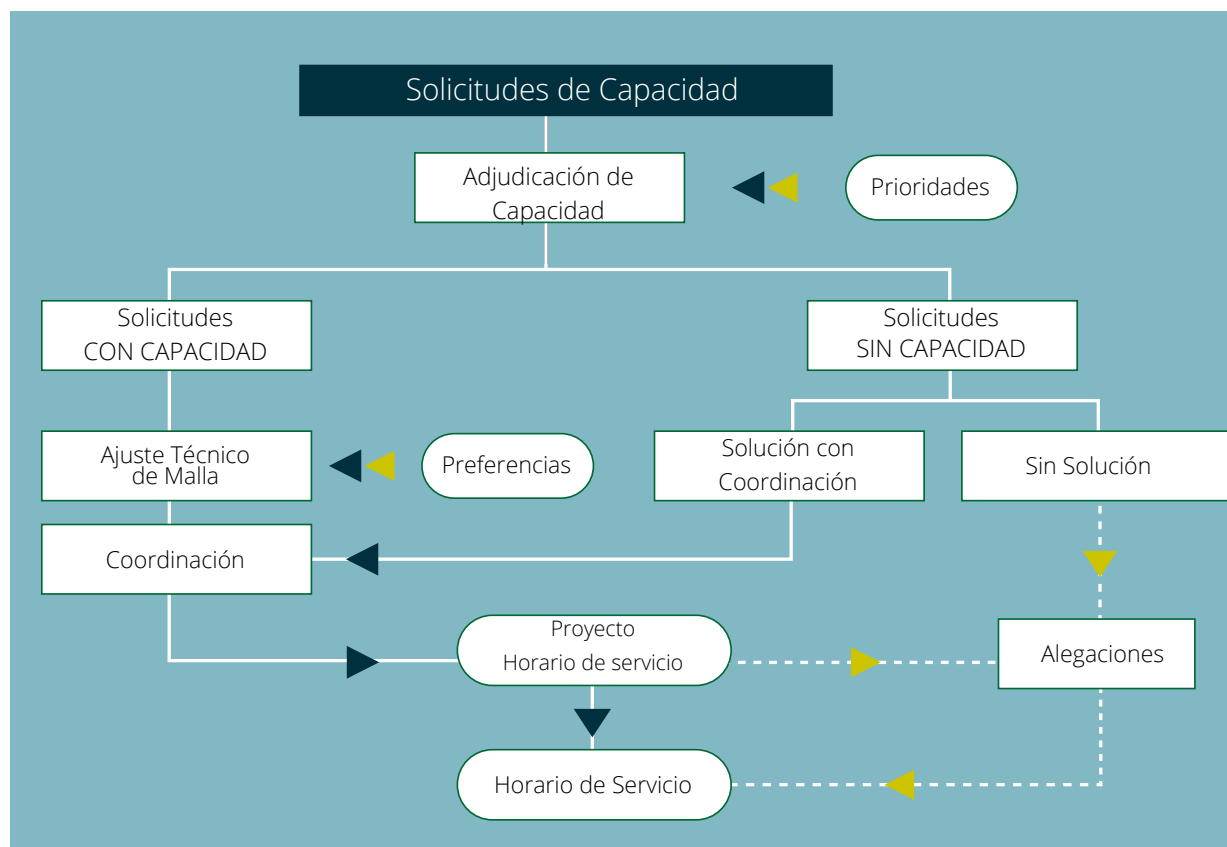 Solicitudes de Capacidad
Adjudicación de
Capacidad
Prioridades
Solicitudes
CON CAPACIDAD
Solicitudes
SIN CAPACIDAD
Ajuste Técnico
de Malla
Preferencias
Solución con
Coordinación
Sin Solución
Coordinación
Proyecto
Horario de servicio
Alegaciones
Horario de Servicio